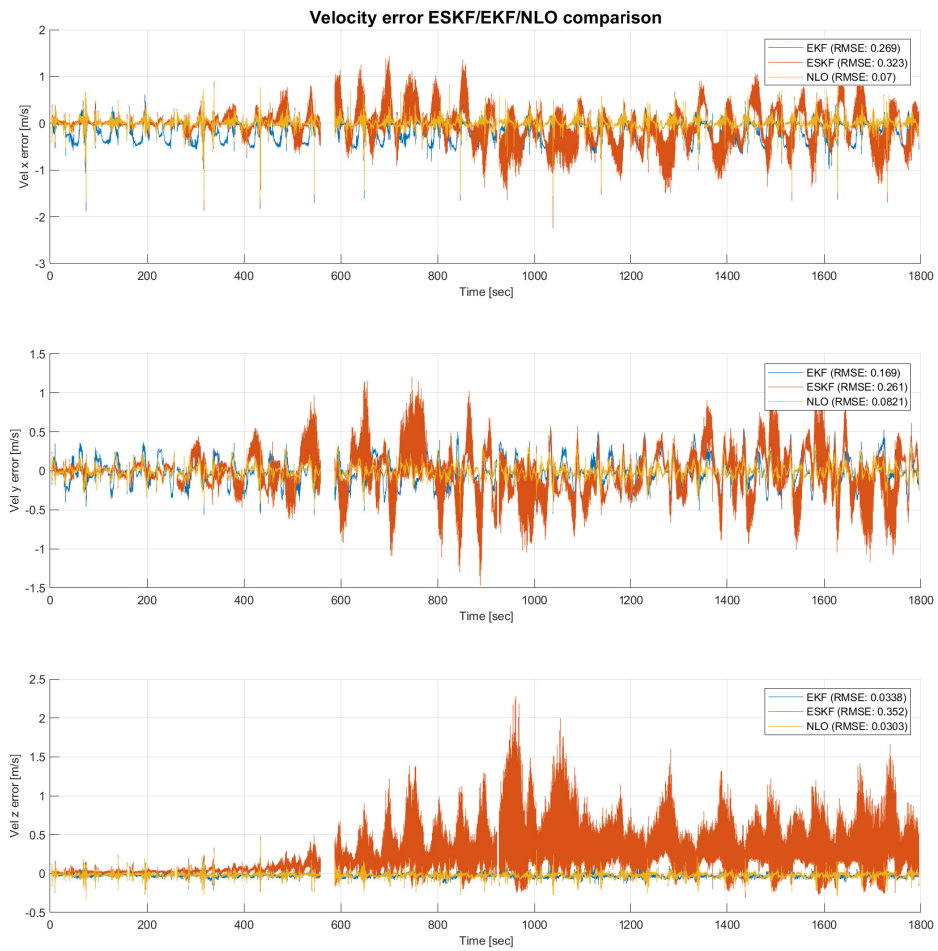 Velocity error ESKF/EKF/NLO comparison
2
1
0
-1
-2
-3
Vel x error [m/s]
EKF (RMSE: 0.269)
ESKF (RMSE: 0.323)
NLO (RMSE: 0.07)
0 200 400 600 800 1000 1200 1400 1600 1800
Time [sec]
1.5
1
0.5
0
-0.5
-1
-1.5
Vel y error [m/s]
EKF (RMSE: 0.169)
ESKF (RMSE: 0.261)
NLO (RMSE: 0.0821)
0 200 400 600 800 1000 1200 1400 1600 1800
Time [sec]
2.5
2
1.5
1
0.5
0
-0.5
Vel z error [m/s]
EKF (RMSE: 0.0338)
ESKF (RMSE: 0.352)
NLO (RMSE: 0.0303)
0 200 400 600 800 1000 1200 1400 1600 1800
Time [sec]